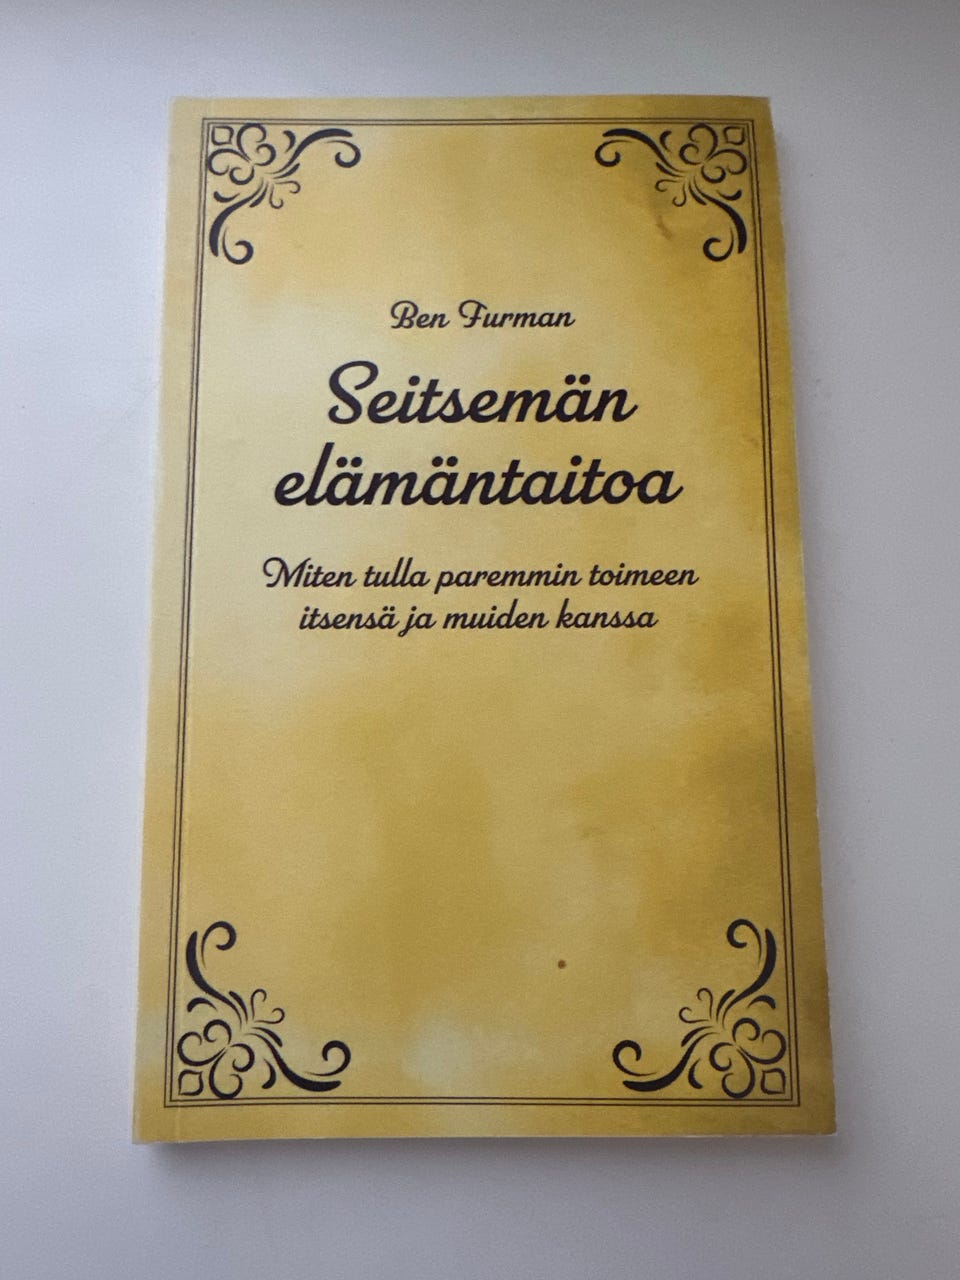 Ben Furman
Seitsemän
elämäntaitoa
Miten tulla paremmin toimeen
itsensä ja muiden kanssa